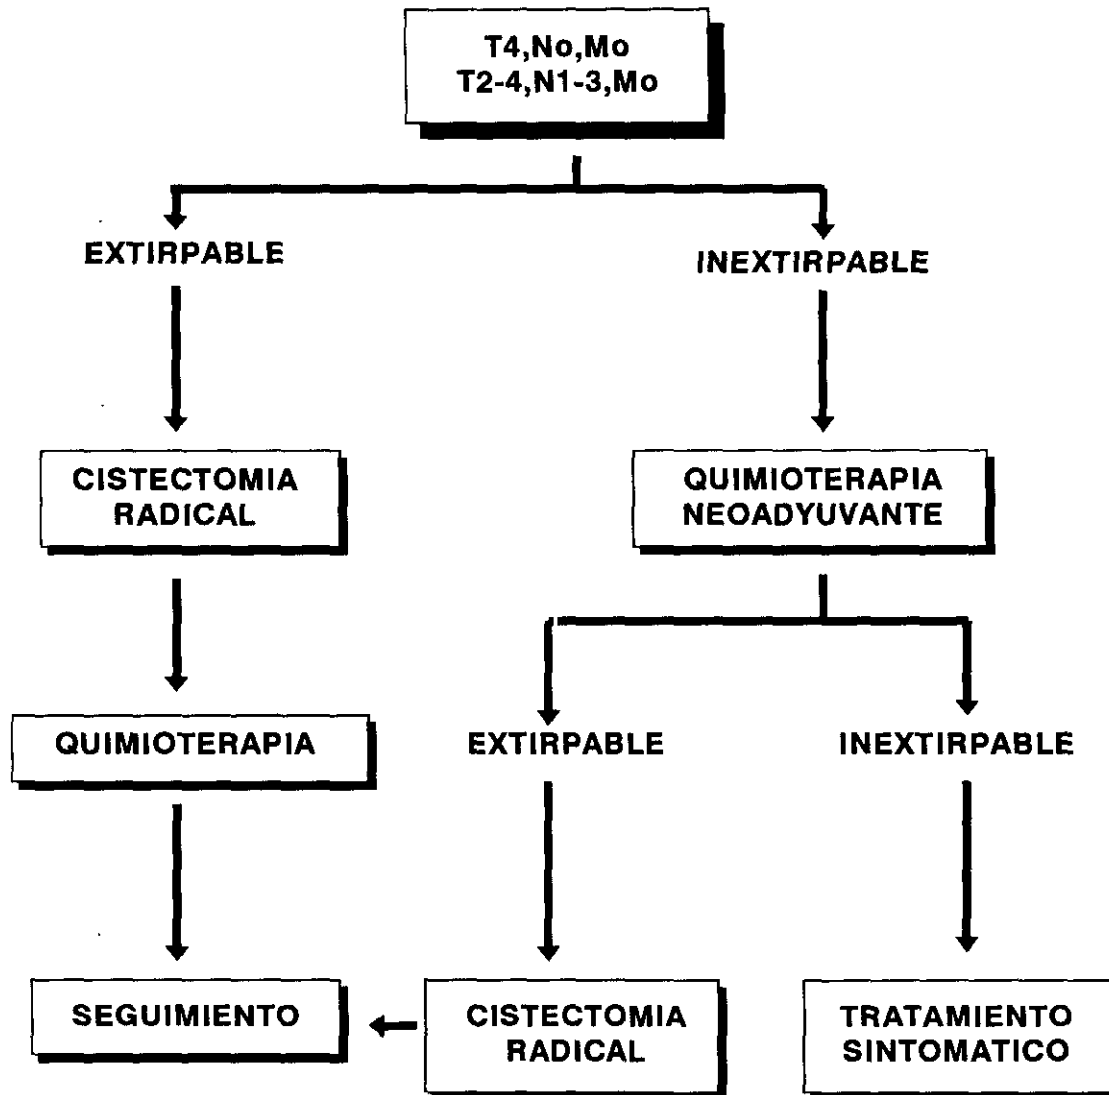 T4,No,Mo
T2-4,N1-3,Mo
EXTIRPABLE
INEXTIRPABLE
CISTECTOMIA
RADICAL
QUIMIOTERAPIA
NEOADYUVANTE
QUIMIOTERAPIA
EXTIRPABLE
INEXTIRPABLE
SEGUIMIENTO
CISTECTOMIA
RADICAL
TRATAMIENTO
SINTOMATICO